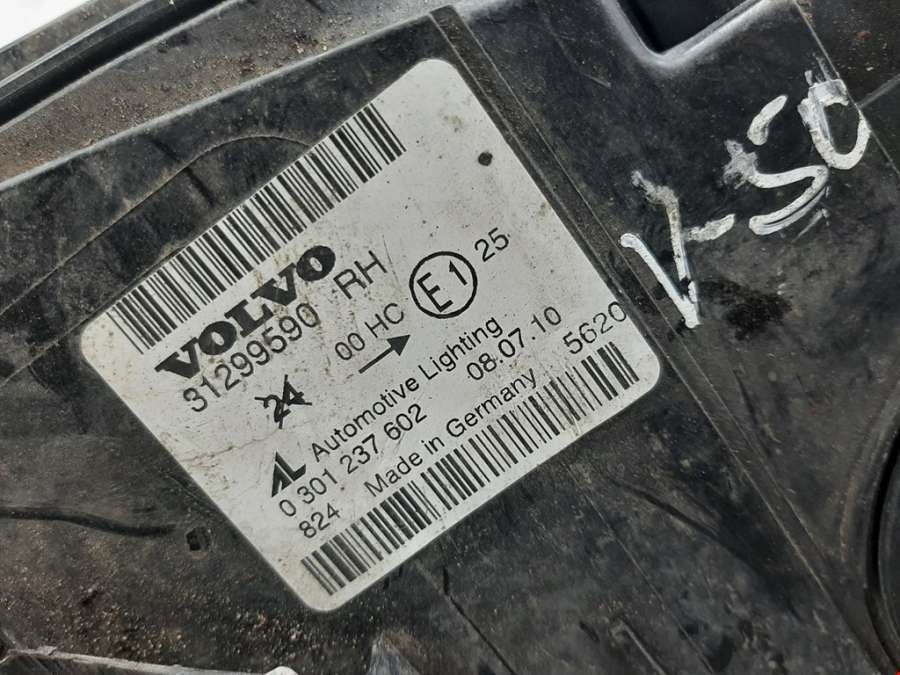 VOLVO
31299590 RH
24 00 HC E1 25
Automotive Lighting
0 301 237 602 08.07.10
824 Made in Germany 5620
V-50